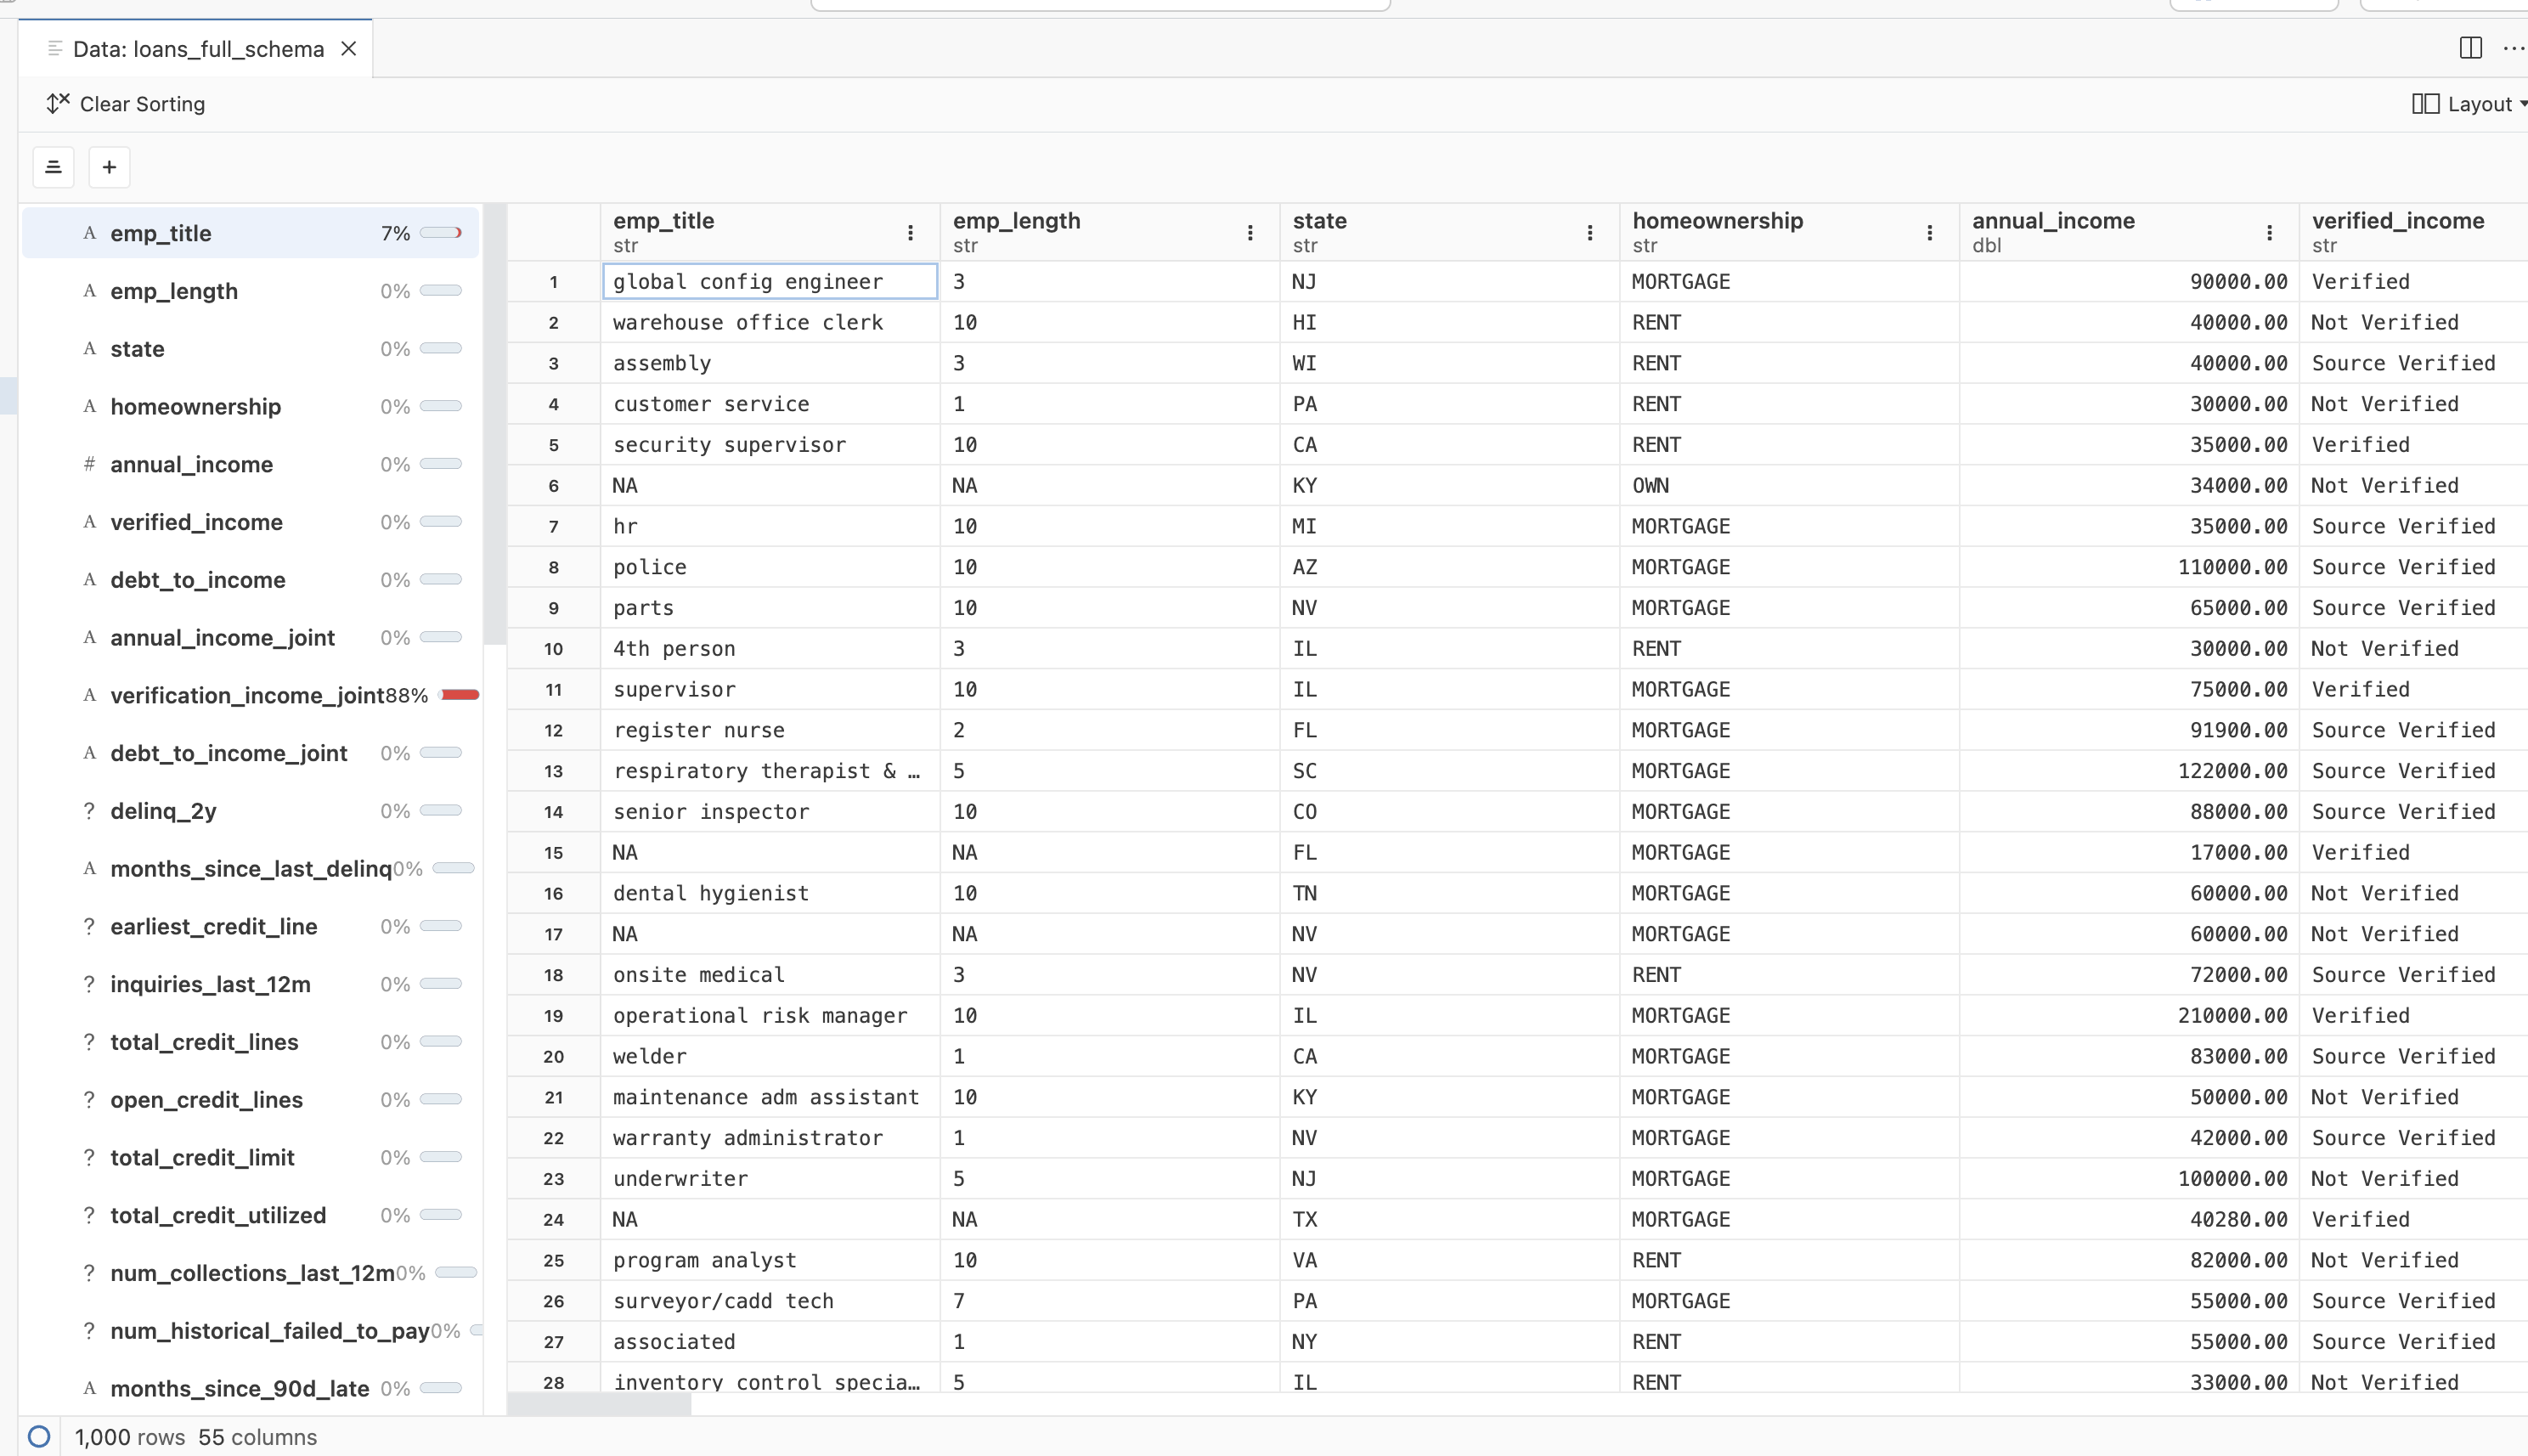 Data: loans_full_schema
Clear Sorting
Layout
A emp_title 7%
A emp_length 0%
A state 0%
A homeownership 0%
# annual_income 0%
A verified_income 0%
A debt_to_income 0%
A annual_income_joint 0%
A verification_income_joint 88%
A debt_to_income_joint 0%
? delinq_2y 0%
A months_since_last_delinq 0%
? earliest_credit_line 0%
? inquiries_last_12m 0%
? total_credit_lines 0%
? open_credit_lines 0%
? total_credit_limit 0%
? total_credit_utilized 0%
? num_collections_last_12m 0%
? num_historical_failed_to_pay 0%
A months_since_90d_late 0%
emp_title emp_length state homeownership annual_income verified_income
str str str str dbl str
1 global config engineer 3 NJ MORTGAGE 90000.00 Verified
2 warehouse office clerk 10 HI RENT 40000.00 Not Verified
3 assembly 3 WI RENT 40000.00 Source Verified
4 customer service 1 PA RENT 30000.00 Not Verified
5 security supervisor 10 CA RENT 35000.00 Verified
6 NA NA KY OWN 34000.00 Not Verified
7 hr 10 MI MORTGAGE 35000.00 Source Verified
8 police 10 AZ MORTGAGE 110000.00 Source Verified
9 parts 10 NV MORTGAGE 65000.00 Source Verified
10 4th person 3 IL RENT 30000.00 Not Verified
11 supervisor 10 IL MORTGAGE 75000.00 Verified
12 register nurse 2 FL MORTGAGE 91900.00 Source Verified
13 respiratory therapist & … 5 SC MORTGAGE 122000.00 Source Verified
14 senior inspector 10 CO MORTGAGE 88000.00 Source Verified
15 NA NA FL MORTGAGE 17000.00 Verified
16 dental hygienist 10 TN MORTGAGE 60000.00 Not Verified
17 NA NA NV MORTGAGE 60000.00 Not Verified
18 onsite medical 3 NV RENT 72000.00 Source Verified
19 operational risk manager 10 IL MORTGAGE 210000.00 Verified
20 welder 1 CA MORTGAGE 83000.00 Source Verified
21 maintenance adm assistant 10 KY MORTGAGE 50000.00 Not Verified
22 warranty administrator 1 NV MORTGAGE 42000.00 Source Verified
23 underwriter 5 NJ MORTGAGE 100000.00 Not Verified
24 NA NA TX MORTGAGE 40280.00 Verified
25 program analyst 10 VA RENT 82000.00 Not Verified
26 surveyor/cadd tech 7 PA MORTGAGE 55000.00 Source Verified
27 associated 1 NY RENT 55000.00 Source Verified
28 inventory control specia… 5 IL RENT 33000.00 Not Verified
1,000 rows 55 columns